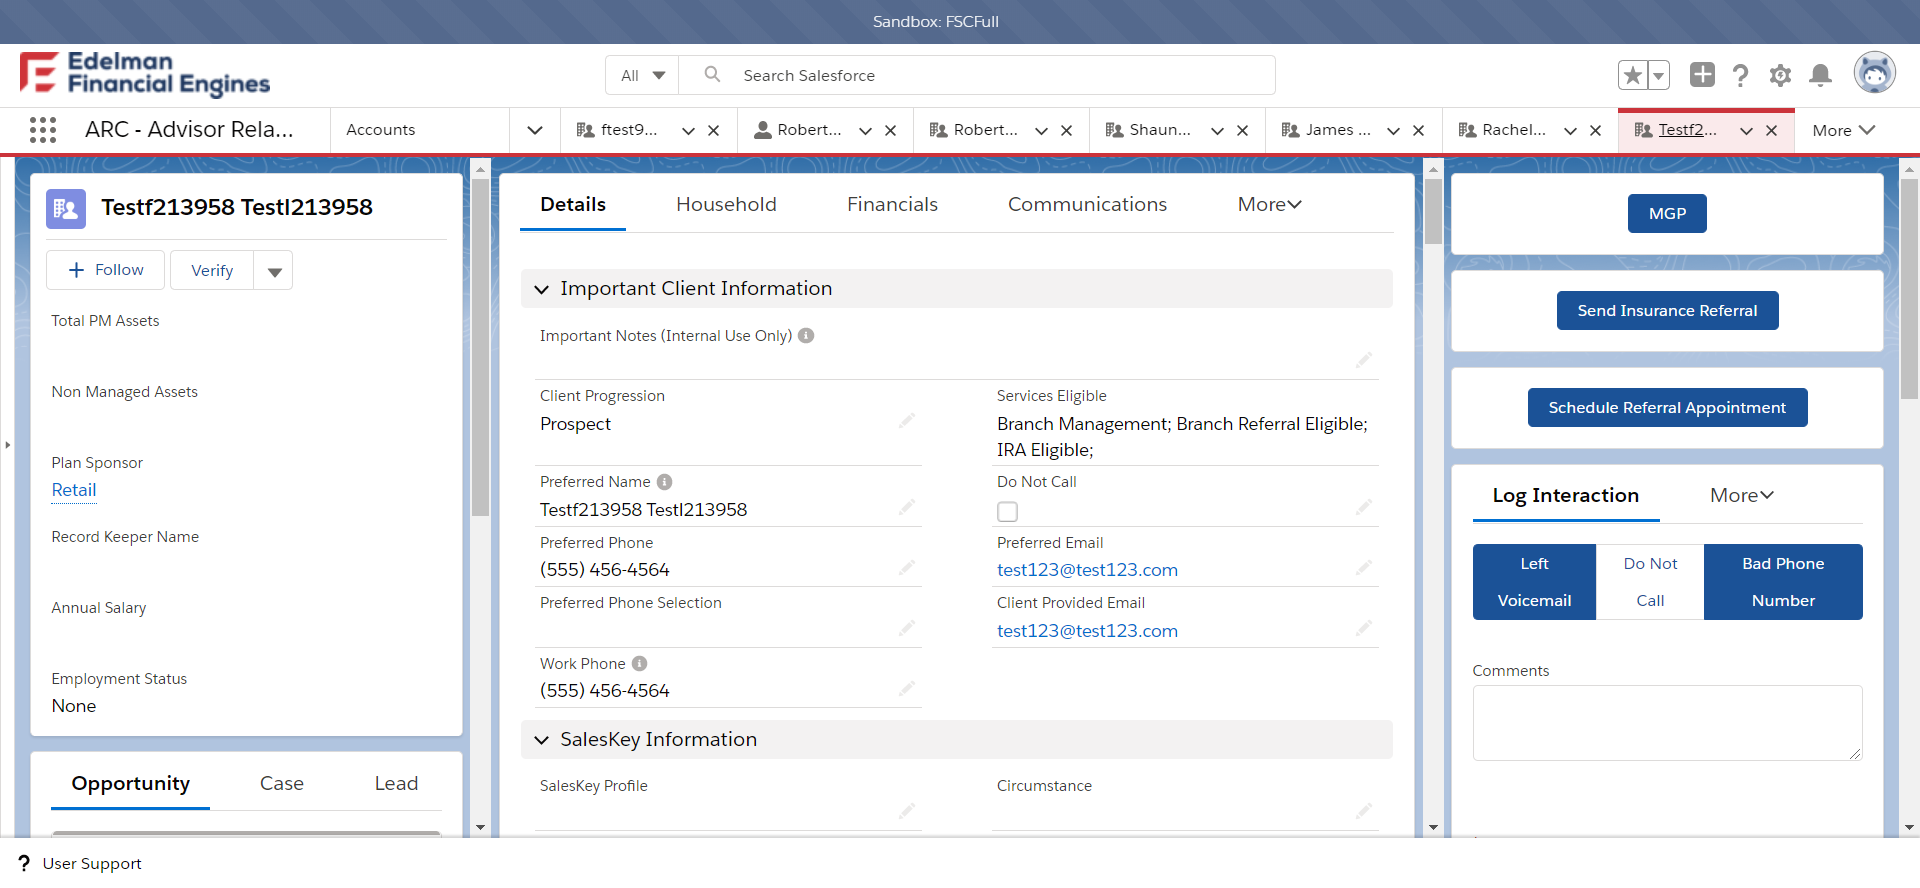 Sandbox: FSCFull
Edelman
Financial Engines
All
Search Salesforce
ARC - Advisor Rela...
Accounts
ftest9...
Robert...
Robert...
Shaun...
James ...
Rachel...
Testf2...
More
Testf213958 Testl213958
Follow
Verify
Total PM Assets
Non Managed Assets
Plan Sponsor
Retail
Record Keeper Name
Annual Salary
Employment Status
None
Opportunity
Case
Lead
Details
Household
Financials
Communications
More
Important Client Information
Important Notes (Internal Use Only)
Client Progression
Prospect
Services Eligible
Branch Management; Branch Referral Eligible;
IRA Eligible;
Preferred Name
Testf213958 Testl213958
Do Not Call
Preferred Phone
(555) 456-4564
Preferred Email
test123@test123.com
Preferred Phone Selection
Client Provided Email
test123@test123.com
Work Phone
(555) 456-4564
SalesKey Information
SalesKey Profile
Circumstance
MGP
Send Insurance Referral
Schedule Referral Appointment
Log Interaction
More
Left
Voicemail
Do Not
Call
Bad Phone
Number
Comments
? User Support